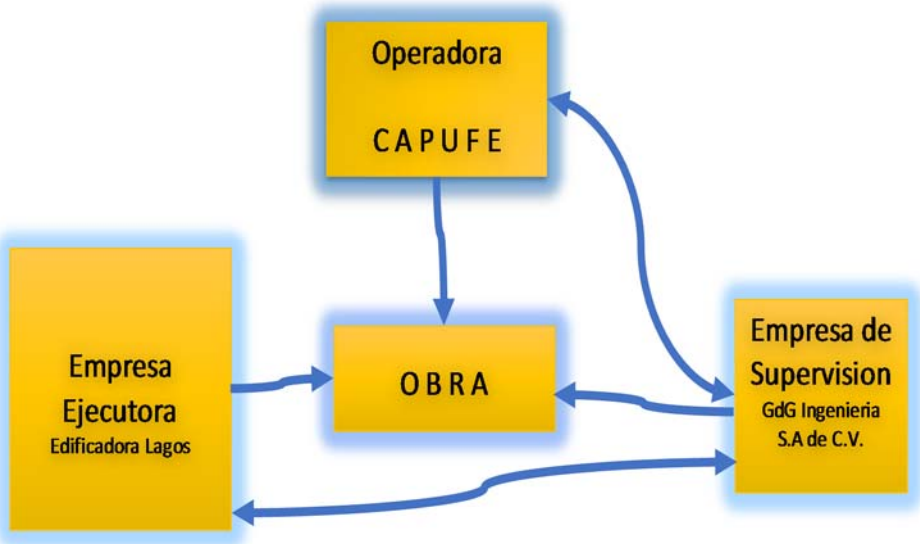 Operadora
CAPUFE
Empresa
Ejecutora
Edificadora Lagos
OBRA
Empresa de
Supervision
GdG Ingenieria
S.A de C.V.